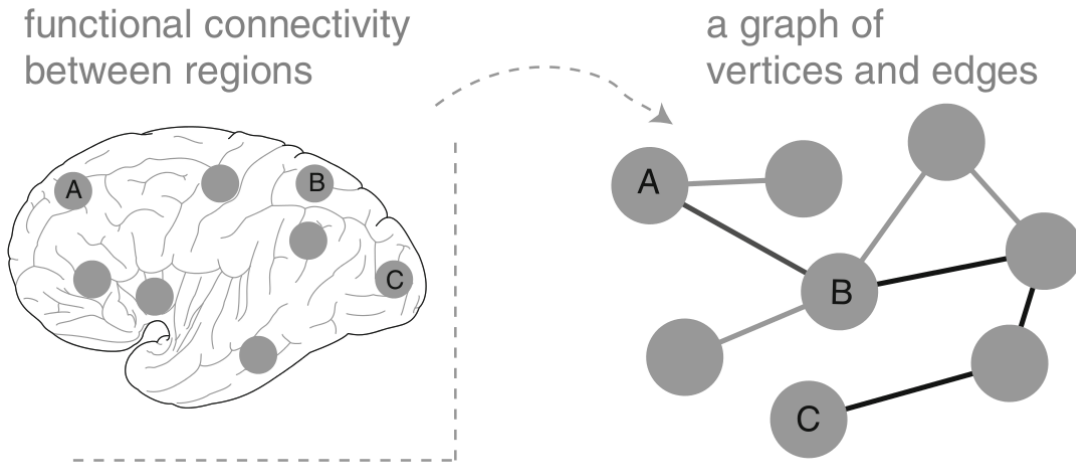 functional connectivity
between regions
a graph of
vertices and edges
A
B
C
A
B
C